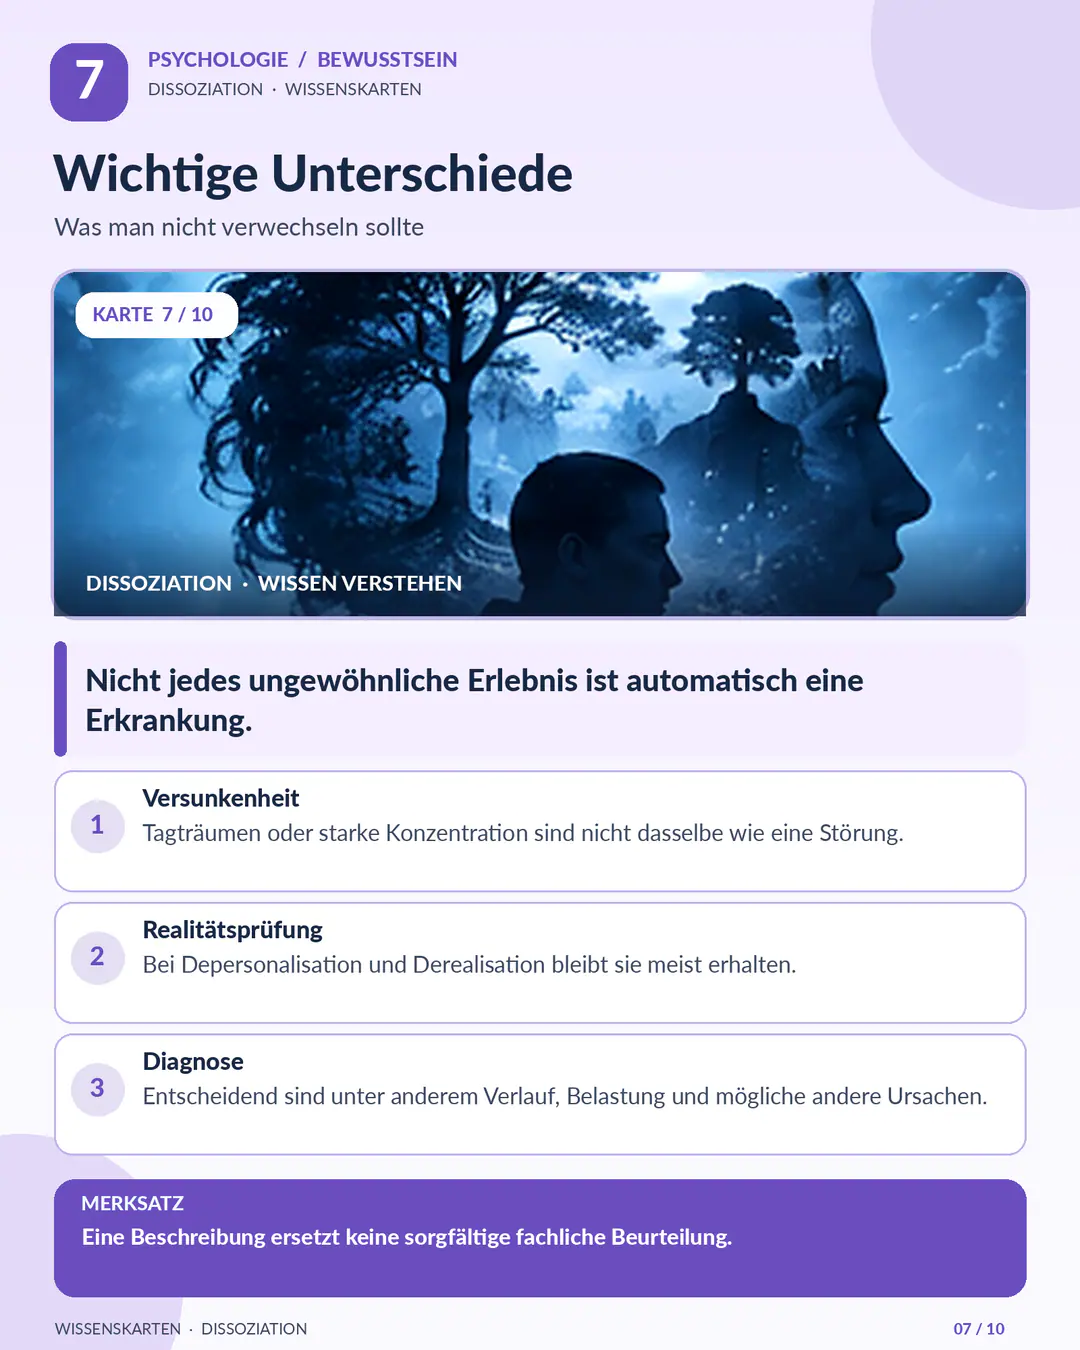 7
PSYCHOLOGIE / BEWUSSTSEIN
DISSOZIATION · WISSENSKARTEN
Wichtige Unterschiede
Was man nicht verwechseln sollte
KARTE 7 / 10
DISSOZIATION · WISSEN VERSTEHEN
Nicht jedes ungewöhnliche Erlebnis ist automatisch eine
Erkrankung.
1
Versunkenheit
Tagträumen oder starke Konzentration sind nicht dasselbe wie eine Störung.
2
Realitätsprüfung
Bei Depersonalisation und Derealisation bleibt sie meist erhalten.
3
Diagnose
Entscheidend sind unter anderem Verlauf, Belastung und mögliche andere Ursachen.
MERKSATZ
Eine Beschreibung ersetzt keine sorgfältige fachliche Beurteilung.
WISSENSKARTEN · DISSOZIATION
07 / 10